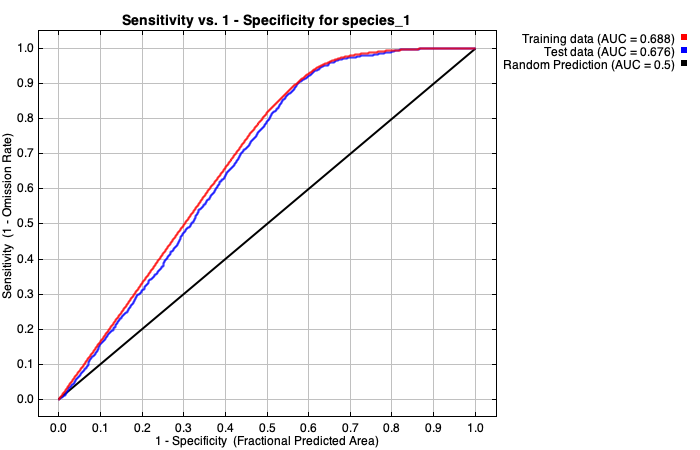 Sensitivity vs. 1 - Specificity for species_1
Training data (AUC = 0.688)
Test data (AUC = 0.676)
Random Prediction (AUC = 0.5)
Sensitivity (1 - Omission Rate)
1.0
0.9
0.8
0.7
0.6
0.5
0.4
0.3
0.2
0.1
0.0
0.0 0.1 0.2 0.3 0.4 0.5 0.6 0.7 0.8 0.9 1.0
1 - Specificity (Fractional Predicted Area)